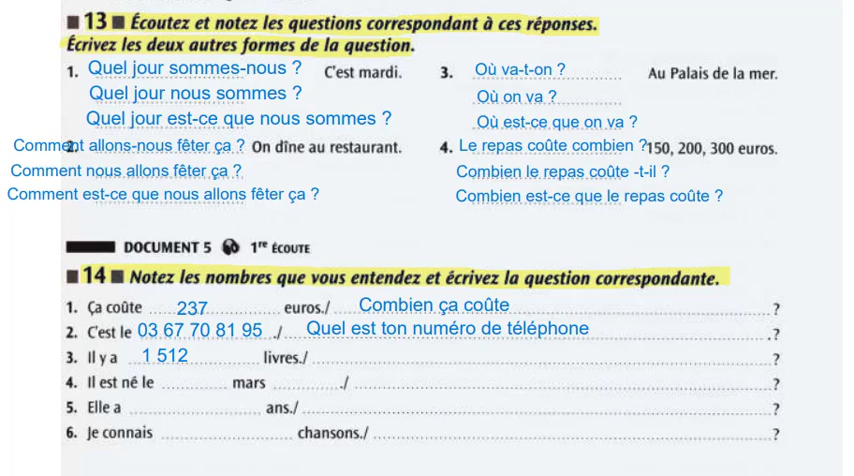 ■ 13 ■ Écoutez et notez les questions correspondant à ces réponses.
Écrivez les deux autres formes de la question.
1. Quel jour sommes-nous ? C'est mardi.
Quel jour nous sommes ?
Quel jour est-ce que nous sommes ?
2. Comment allons-nous fêter ça ? On dîne au restaurant.
Comment nous allons fêter ça ?
Comment est-ce que nous allons fêter ça ?
3. Où va-t-on ? Au Palais de la mer.
Où on va ?
Où est-ce que on va ?
4. Le repas coûte combien ? 150, 200, 300 euros.
Combien le repas coûte -t-il ?
Combien est-ce que le repas coûte ?
DOCUMENT 5 1re ÉCOUTE
■ 14 ■ Notez les nombres que vous entendez et écrivez la question correspondante.
1. Ça coûte 237 euros./ Combien ça coûte ?
2. C'est le 03 67 70 81 95 ./ Quel est ton numéro de téléphone .?
3. Il y a 1 512 livres./ ?
4. Il est né le mars ./ ?
5. Elle a ans./ ?
6. Je connais chansons./ ?